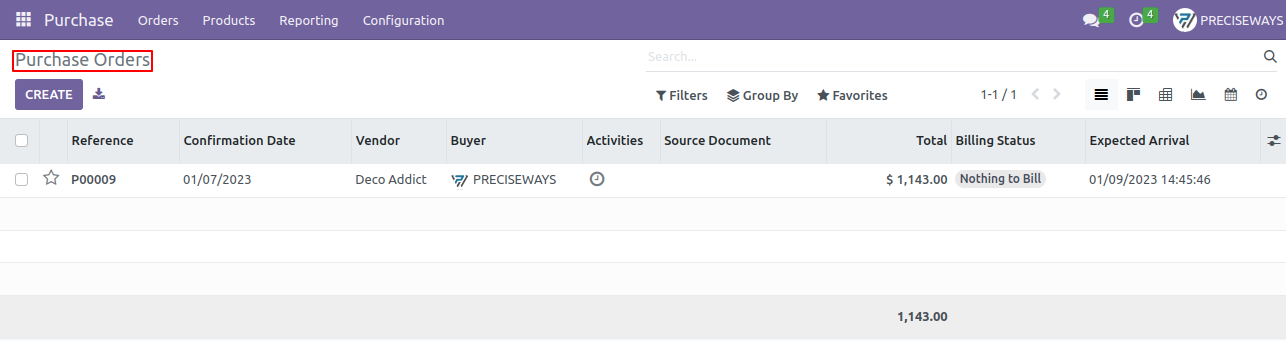 Purchase Orders Products Reporting Configuration 4 4 PRECISEWAYS
Purchase Orders Search...
CREATE Filters Group By Favorites 1-1 / 1
Reference Confirmation Date Vendor Buyer Activities Source Document Total Billing Status Expected Arrival
P00009 01/07/2023 Deco Addict PRECISEWAYS $ 1,143.00 Nothing to Bill 01/09/2023 14:45:46
1,143.00